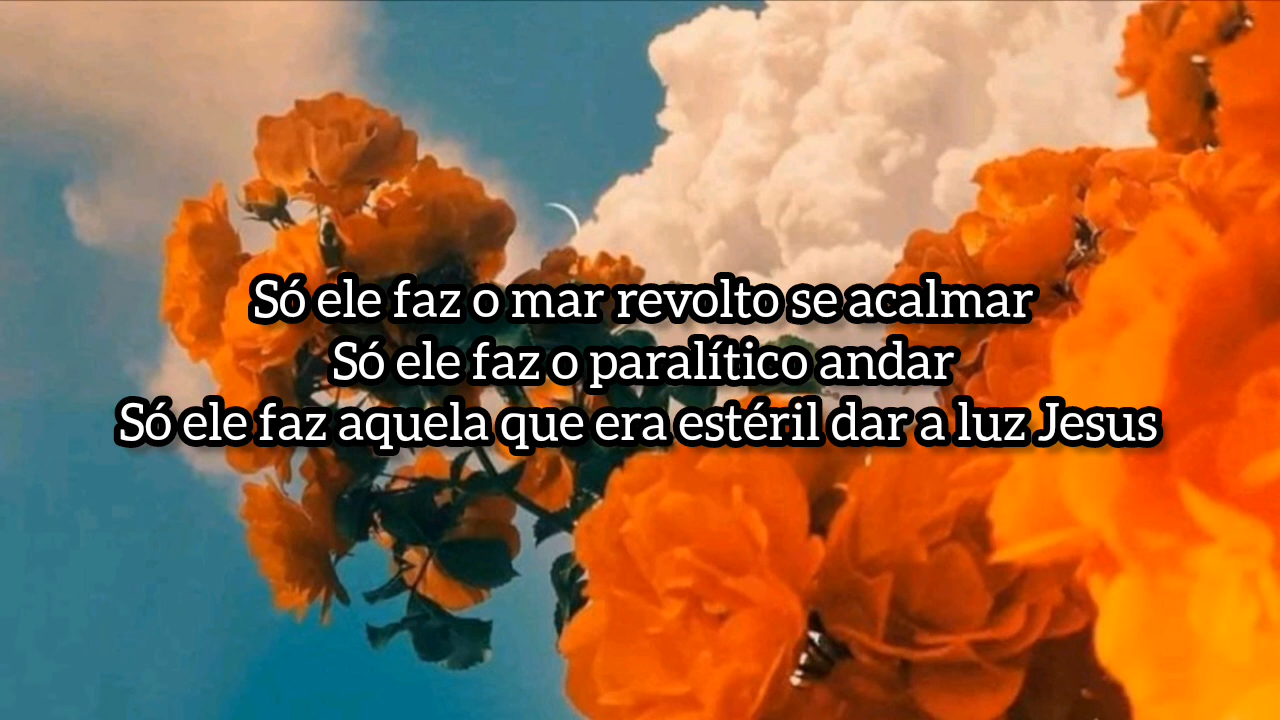 Só ele faz o mar revolto se acalmar
Só ele faz o paralítico andar
Só ele faz aquela que era estéril dar a luz Jesus